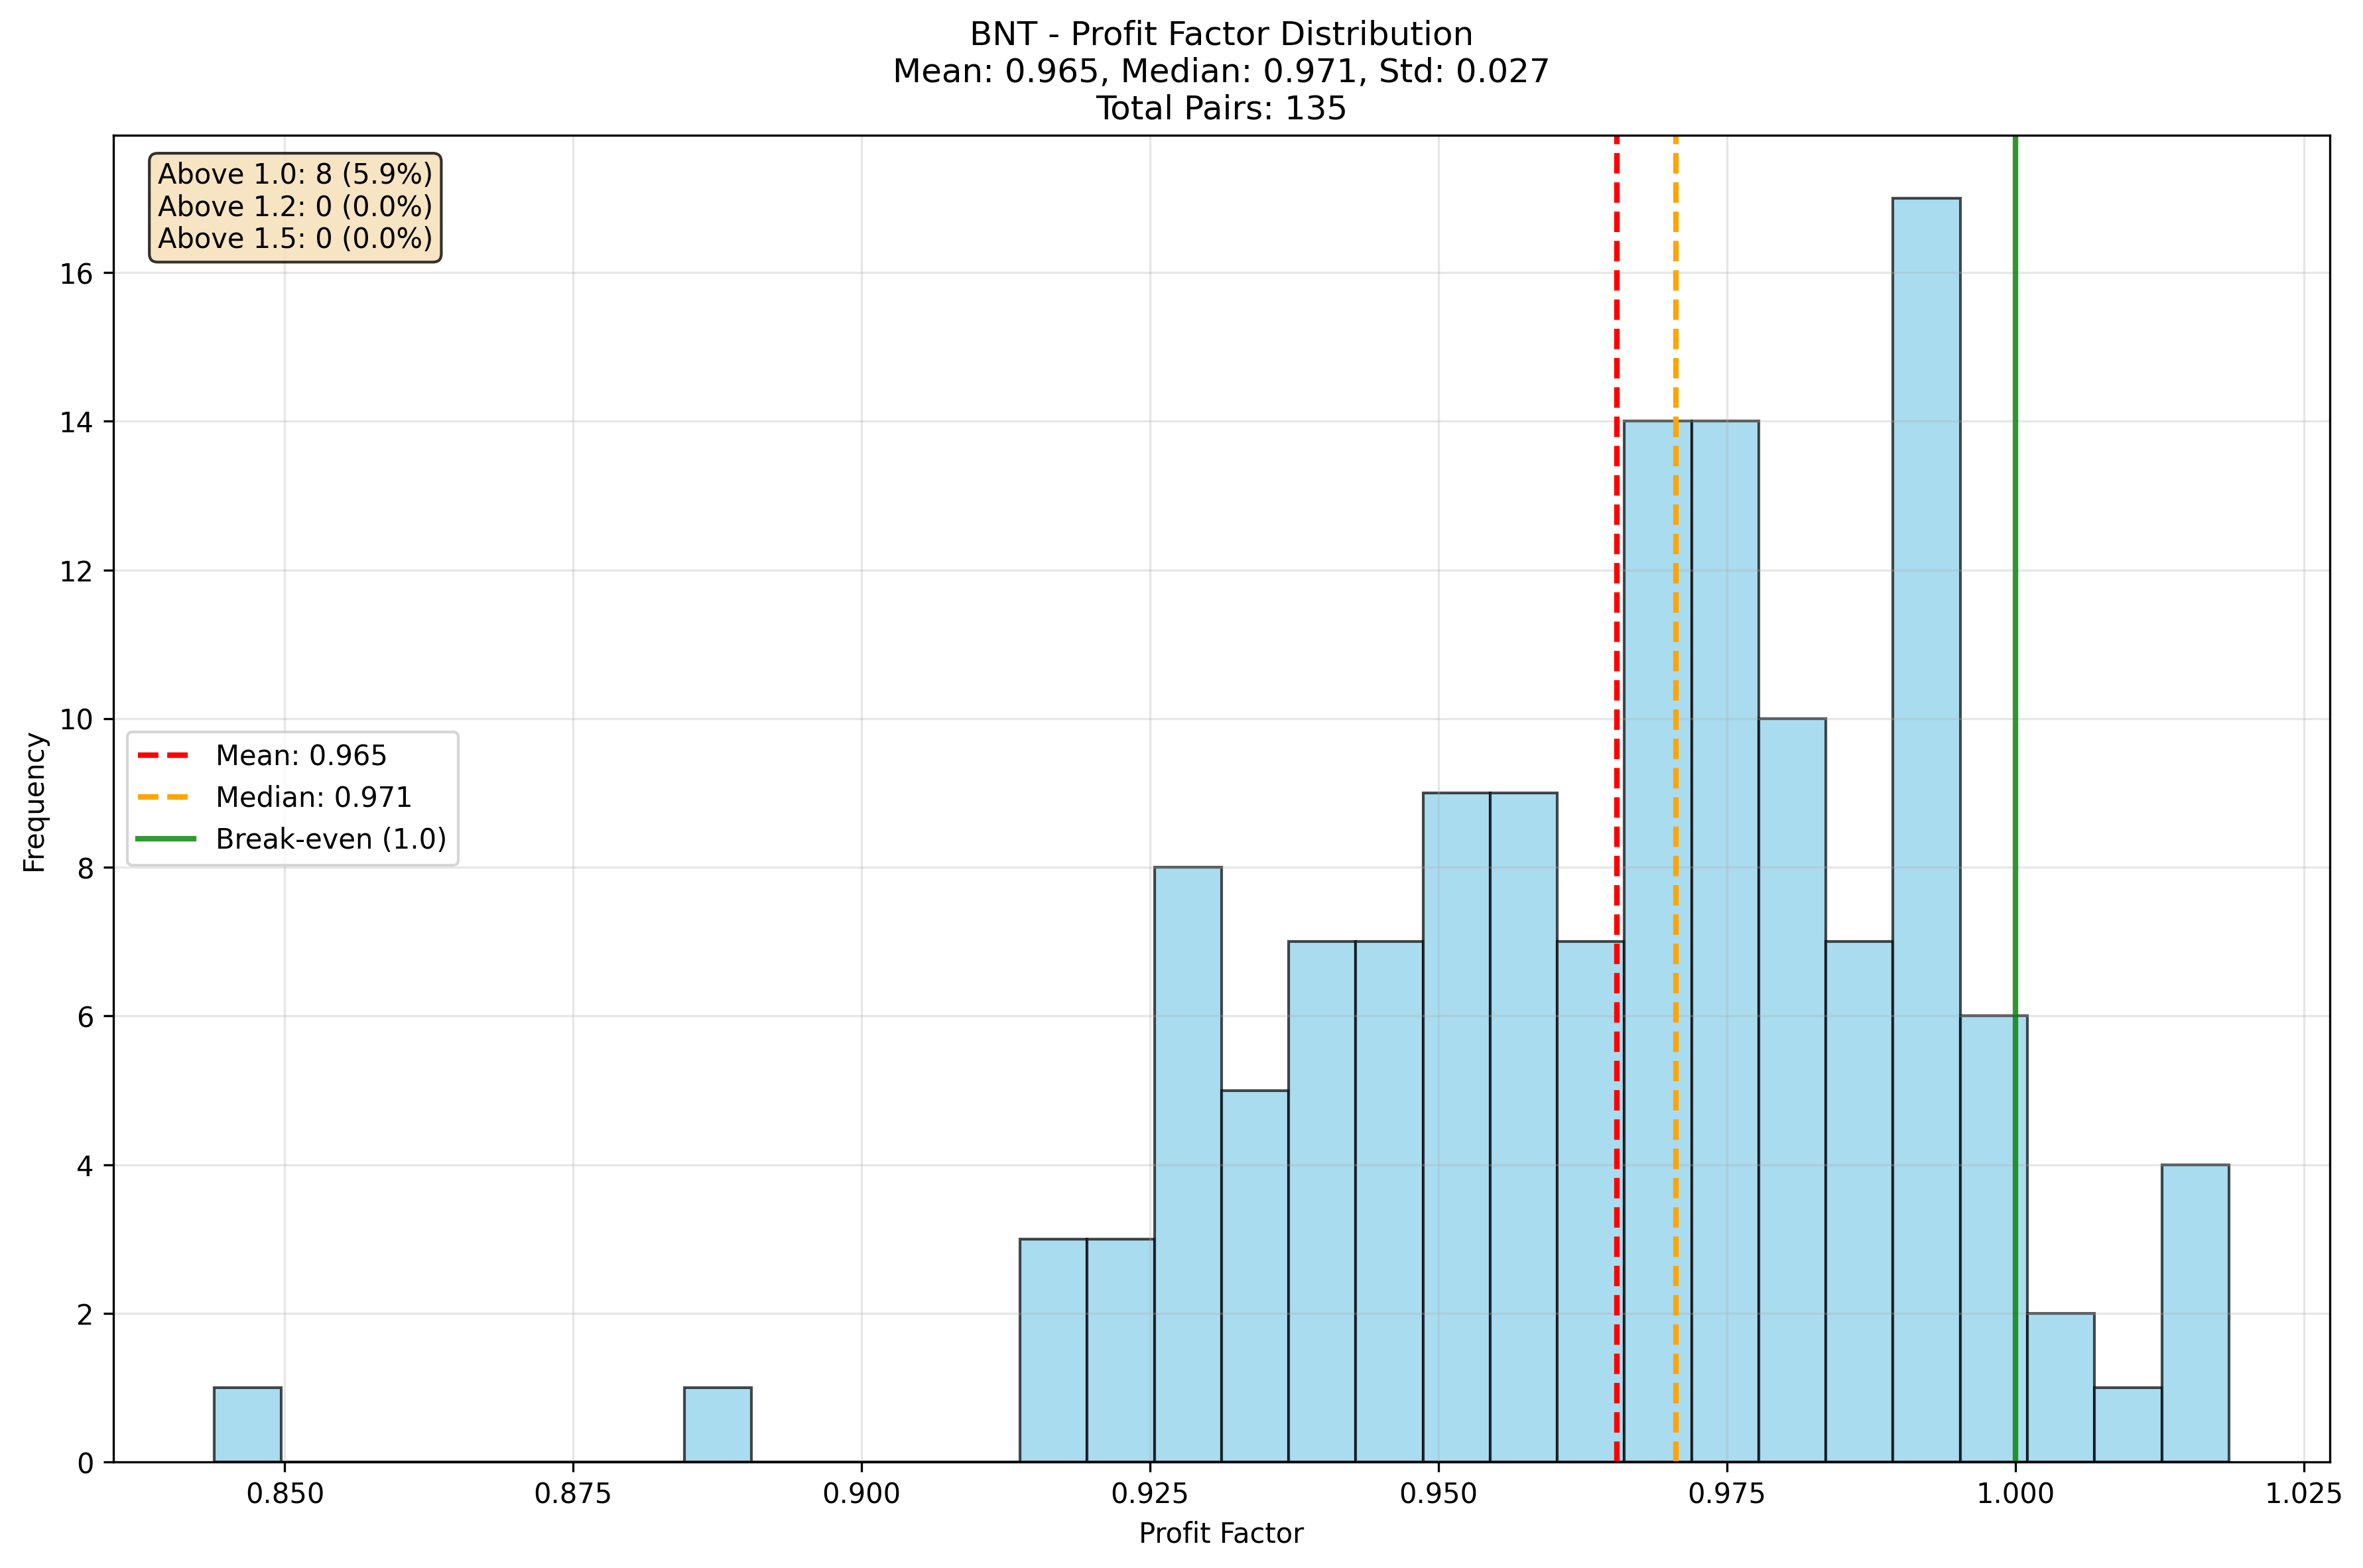 BNT - Profit Factor Distribution
Mean: 0.965, Median: 0.971, Std: 0.027
Total Pairs: 135
Above 1.0: 8 (5.9%)
Above 1.2: 0 (0.0%)
Above 1.5: 0 (0.0%)
16
14
12
10
8
6
4
2
0
Frequency
Mean: 0.965
Median: 0.971
Break-even (1.0)
0.850 0.875 0.900 0.925 0.950 0.975 1.000 1.025
Profit Factor